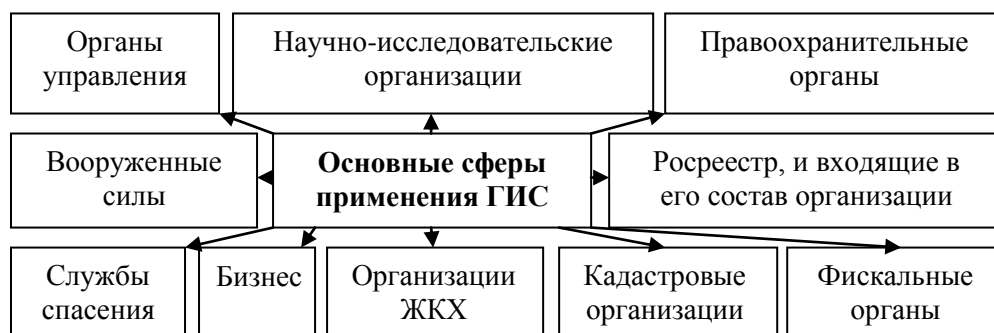 Органы
управления
Научно-исследовательские
организации
Правоохранительные
органы
Вооруженные
силы
Основные сферы
применения ГИС
Росреестр, и входящие в
его состав организации
Службы
спасения
Бизнес
Организации
ЖКХ
Кадастровые
организации
Фискальные
органы